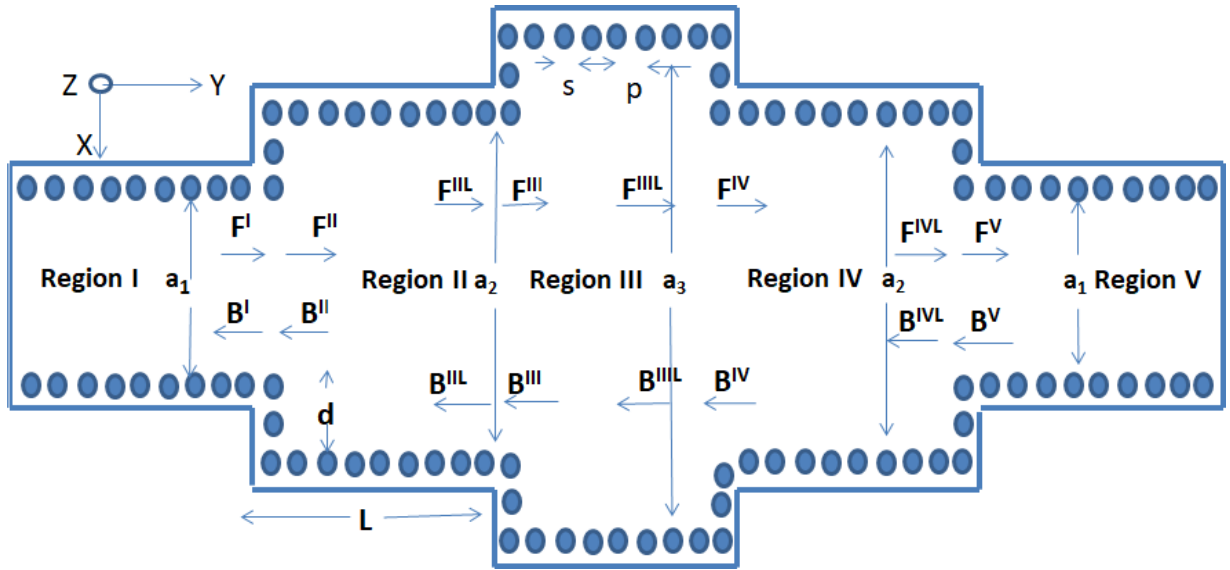 Z Y
X
s p
F^IIL F^III F^IIIL F^IV
F^I F^II F^IVL F^V
Region I a₁ Region II a₂ Region III a₃ Region IV a₂ a₁ Region V
B^I B^II B^IVL B^V
B^IIL B^III B^IIIL B^IV
d
L